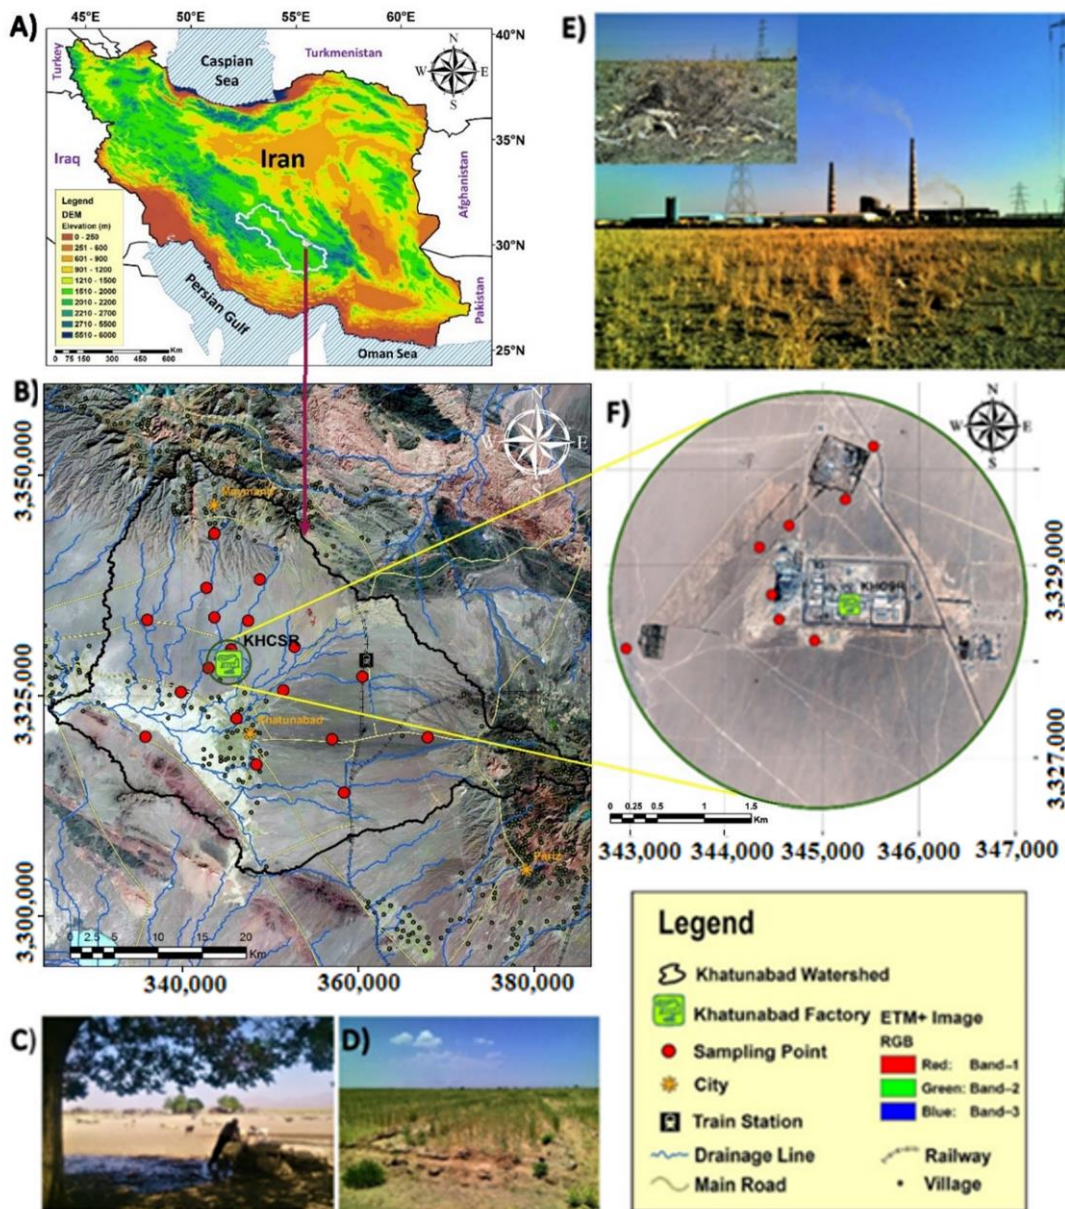 A)
45°E 50°E 55°E 60°E
40°N
35°N
30°N
25°N
Turkey
Caspian
Sea
Turkmenistan
N
W E
S
Iraq
Iran
Afghanistan
Pakistan
Persian Gulf
Oman Sea
Legend
DEM
Elevation (m)
0 - 250
251 - 600
601 - 900
901 - 1200
1210 - 1500
1510 - 2000
2010 - 2200
2210 - 2700
2710 - 5500
5510 - 6000
0 75 150 300 450 600
Km
E)
B)
3,350,000
3,325,000
3,300,000
N
W E
S
KHCSR
Khatunabad
0 2.5 5 10 15 20
Km
340,000 360,000 380,000
F)
N
W E
S
KHCSR
3,329,000
3,327,000
0 0.25 0.5 1 1.5
Km
343,000 344,000 345,000 346,000 347,000
C)
D)
Legend
Khatunabad Watershed
Khatunabad Factory
Sampling Point
City
Train Station
Drainage Line
Main Road
ETM+ Image
RGB
Red: Band-1
Green: Band-2
Blue: Band-3
Railway
Village